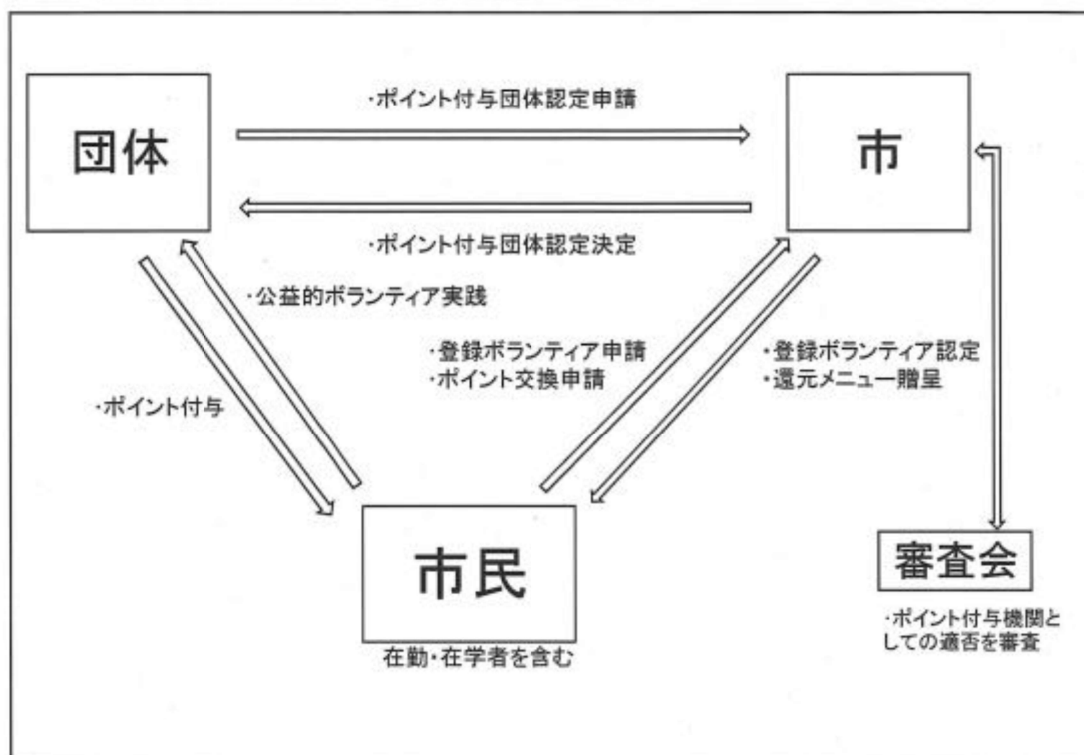 団体
・ポイント付与団体認定申請
市
・ポイント付与団体認定決定
・公益的ボランティア実践
・登録ボランティア申請
・ポイント交換申請
・登録ボランティア認定
・還元メニュー贈呈
・ポイント付与
市民
在勤・在学者を含む
審査会
・ポイント付与機関と
しての適否を審査